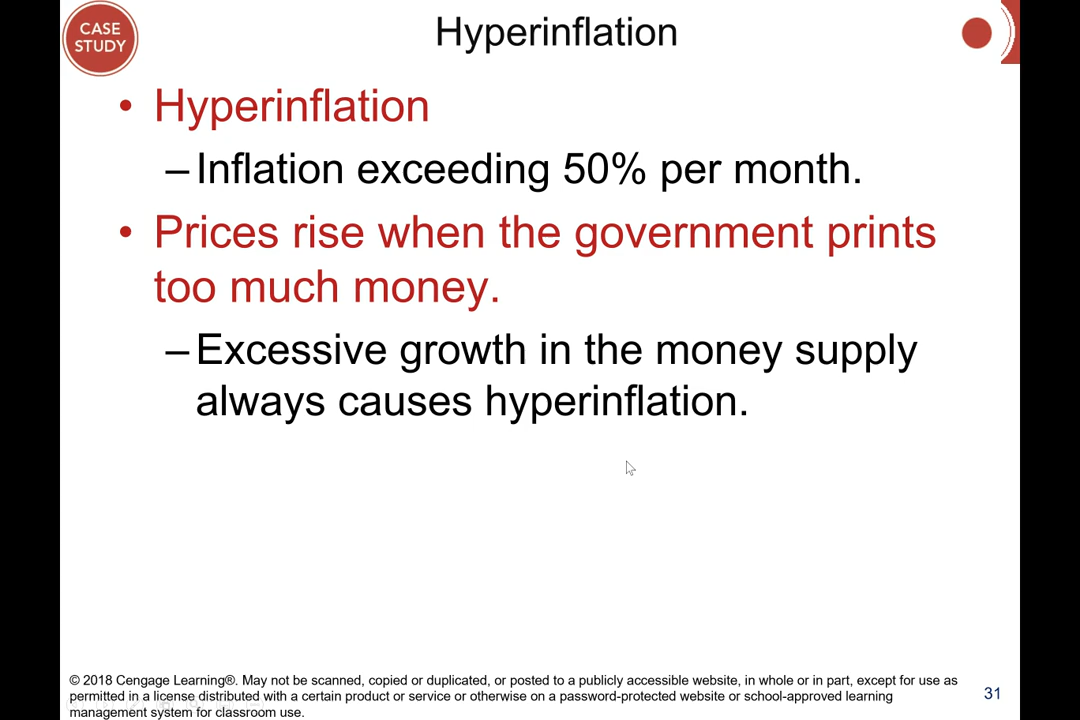 CASE
STUDY
Hyperinflation
• Hyperinflation
–Inflation exceeding 50% per month.
• Prices rise when the government prints
too much money.
–Excessive growth in the money supply
always causes hyperinflation.
© 2018 Cengage Learning®. May not be scanned, copied or duplicated, or posted to a publicly accessible website, in whole or in part, except for use as
permitted in a license distributed with a certain product or service or otherwise on a password-protected website or school-approved learning
management system for classroom use.
31